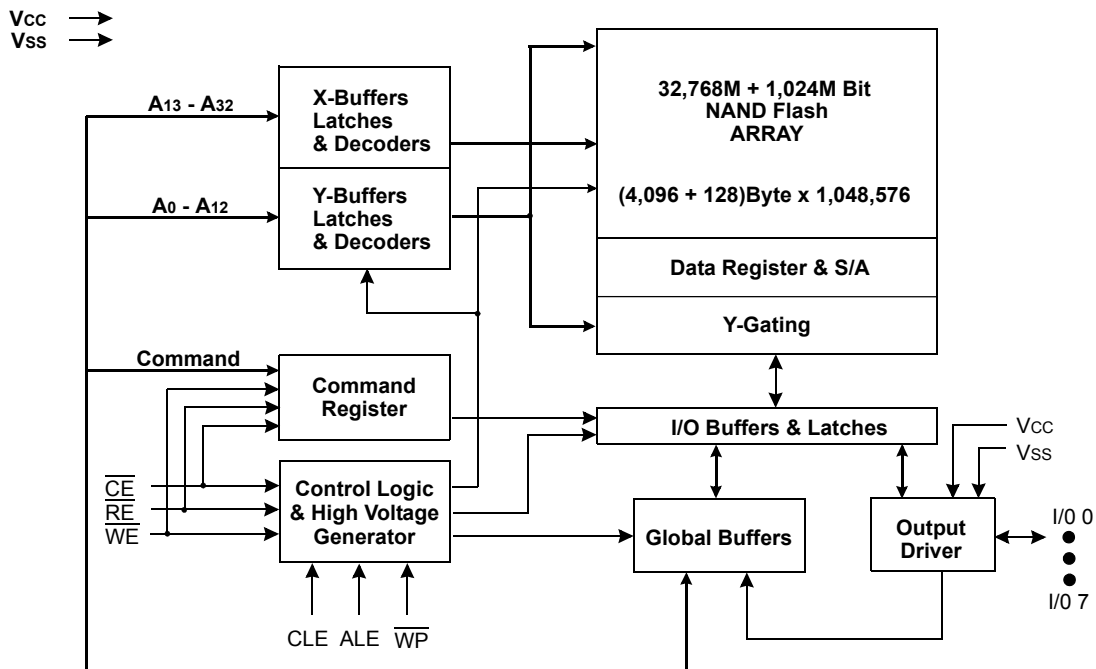 VCC
VSS
A13 - A32
X-Buffers
Latches
& Decoders
A0 - A12
Y-Buffers
Latches
& Decoders
32,768M + 1,024M Bit
NAND Flash
ARRAY
(4,096 + 128)Byte x 1,048,576
Data Register & S/A
Y-Gating
Command
Command
Register
I/O Buffers & Latches
VCC
VSS
CE
RE
WE
Control Logic
& High Voltage
Generator
Global Buffers
Output
Driver
I/0 0
I/0 7
CLE
ALE
WP